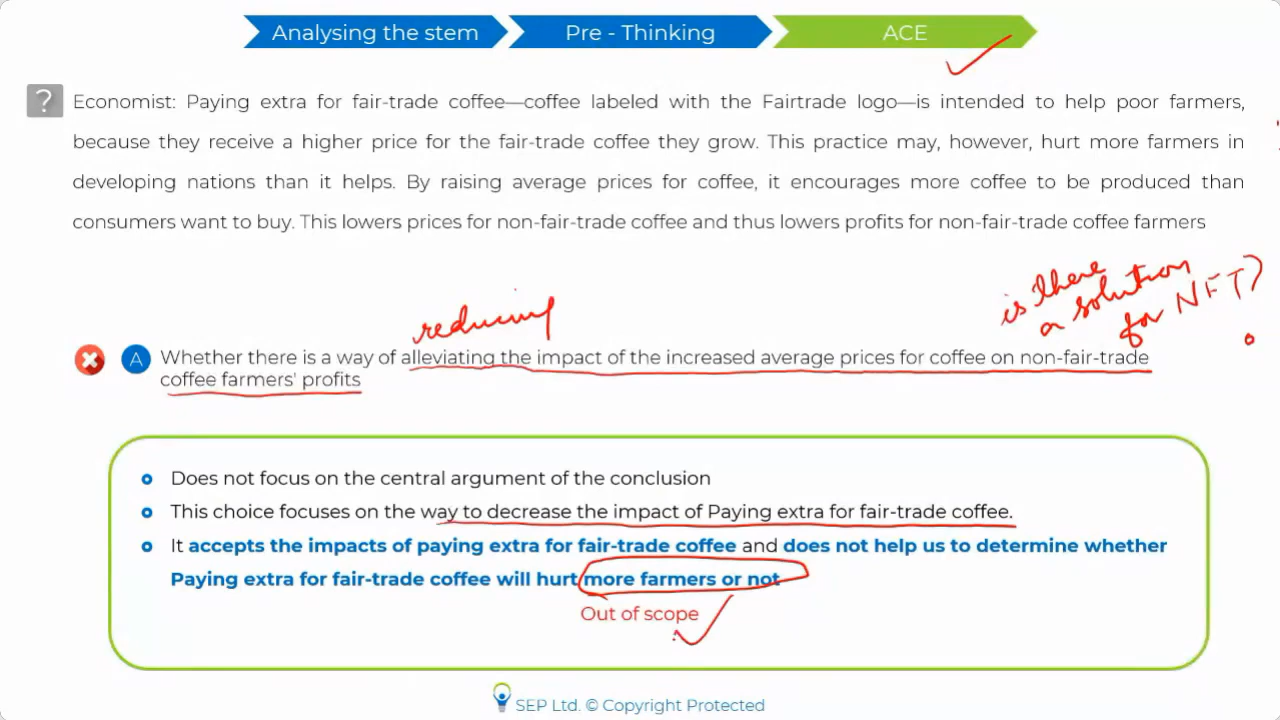 Analysing the stem
Pre - Thinking
ACE
?
Economist: Paying extra for fair-trade coffee—coffee labeled with the Fairtrade logo—is intended to help poor farmers,
because they receive a higher price for the fair-trade coffee they grow. This practice may, however, hurt more farmers in
developing nations than it helps. By raising average prices for coffee, it encourages more coffee to be produced than
consumers want to buy. This lowers prices for non-fair-trade coffee and thus lowers profits for non-fair-trade coffee farmers
reducing
is there
a solution
for NFT?
A
Whether there is a way of alleviating the impact of the increased average prices for coffee on non-fair-trade
coffee farmers' profits
Does not focus on the central argument of the conclusion
This choice focuses on the way to decrease the impact of Paying extra for fair-trade coffee.
It accepts the impacts of paying extra for fair-trade coffee and does not help us to determine whether
Paying extra for fair-trade coffee will hurt more farmers or not
Out of scope
SEP Ltd. © Copyright Protected